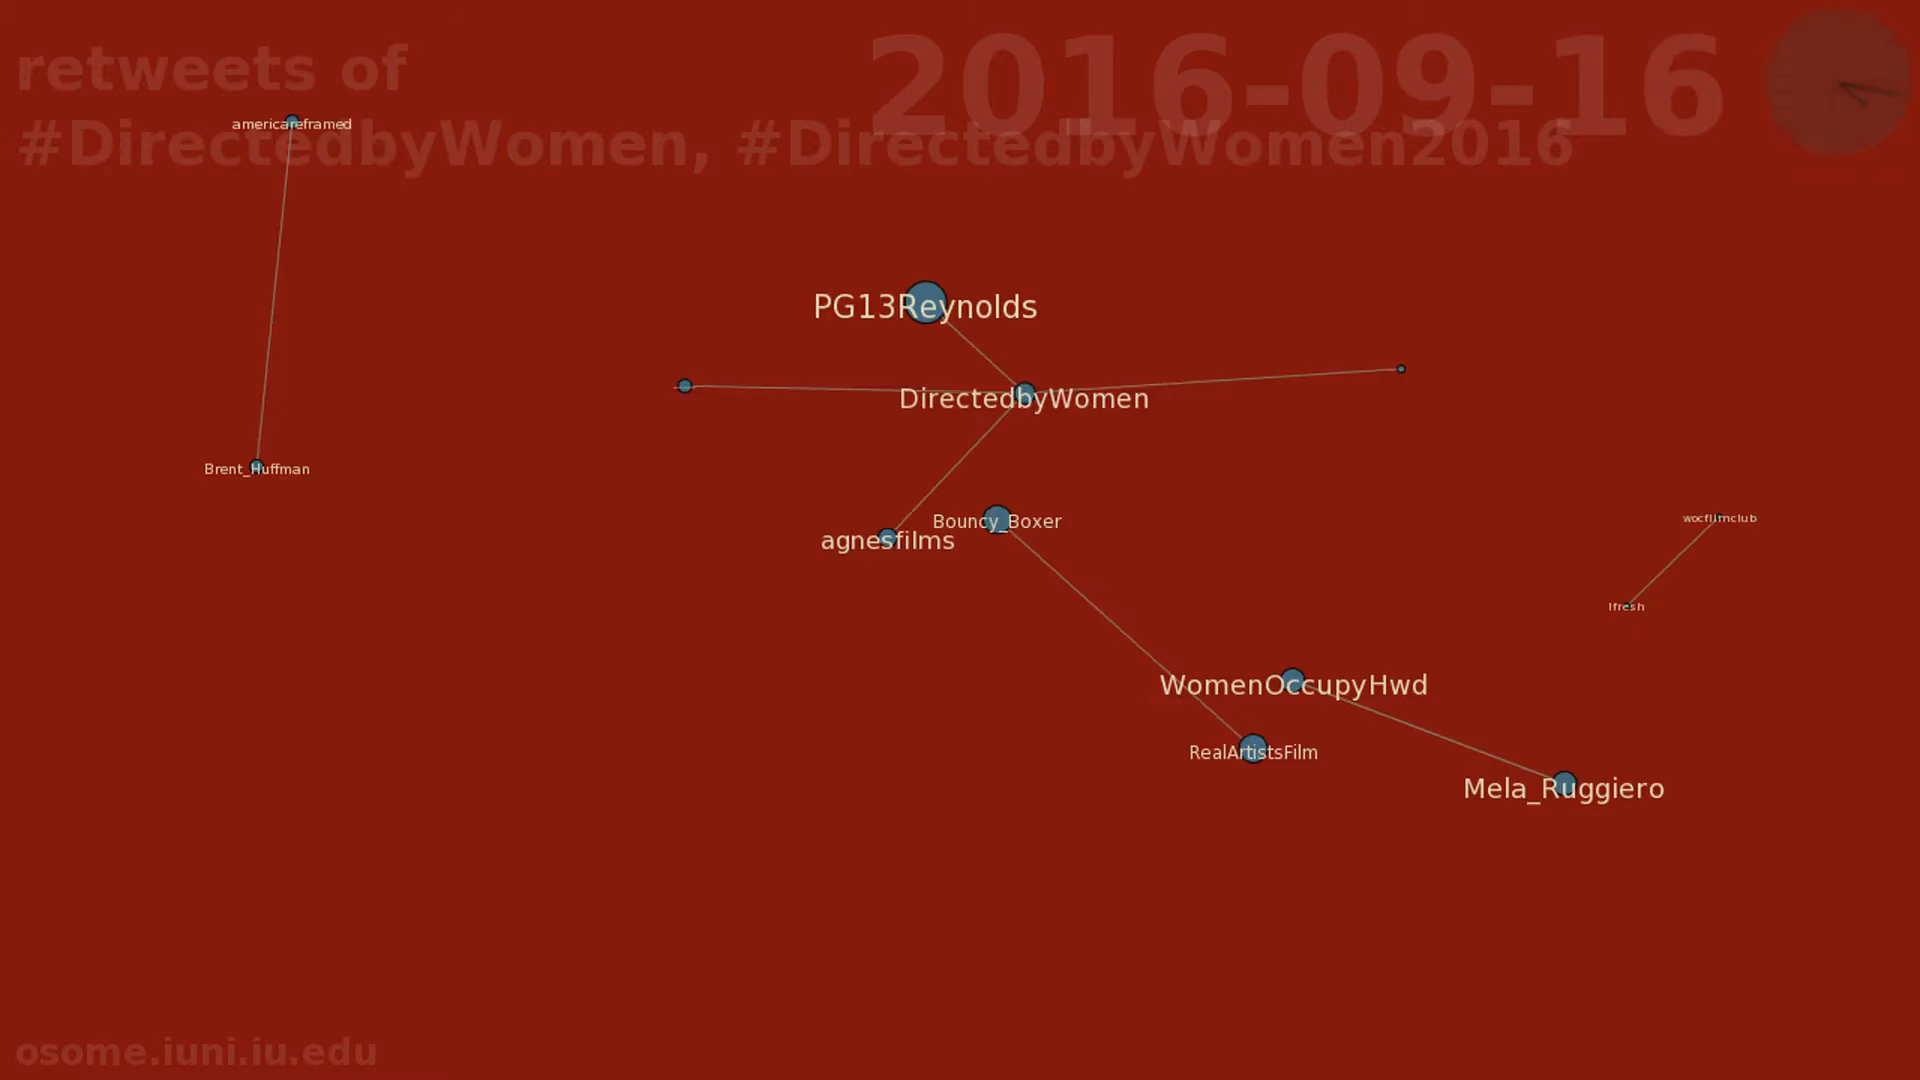 retweets of
2016-09-16
#DirectedbyWomen, #DirectedbyWomen2016
americareframed
PG13Reynolds
DirectedbyWomen
Brent_Huffman
Bouncy_Boxer
wocfilmclub
agnesfilms
lfresh
WomenOccupyHwd
RealArtistsFilm
Mela_Ruggiero
osome.iuni.iu.edu